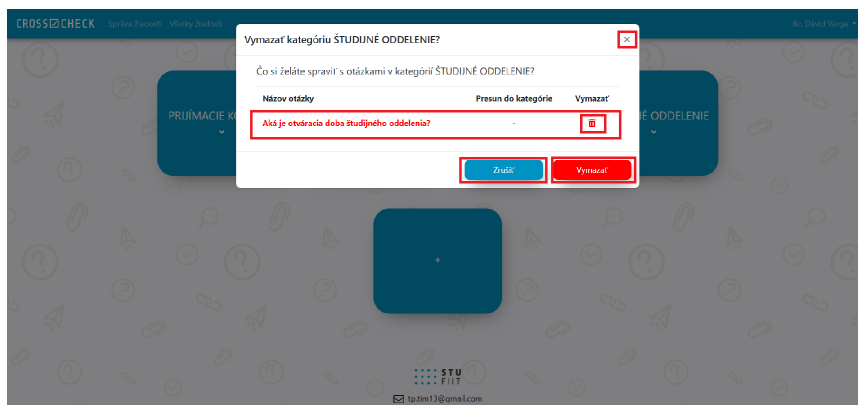 CROSS CHECK Správa žiadostí Všetky žiadosti Bc. Dávid Varga
Vymazať kategóriu ŠTUDIJNÉ ODDELENIE?
×
Čo si želáte spraviť s otázkami v kategórií ŠTUDIJNÉ ODDELENIE?
Názov otázky Presun do kategórie Vymazať
Aká je otváracia doba študijného oddelenia? -
PRIJÍMACIE
ODDELENIE
Zrušiť Vymazať
+
STU
FIIT
tp.tim13@gmail.com